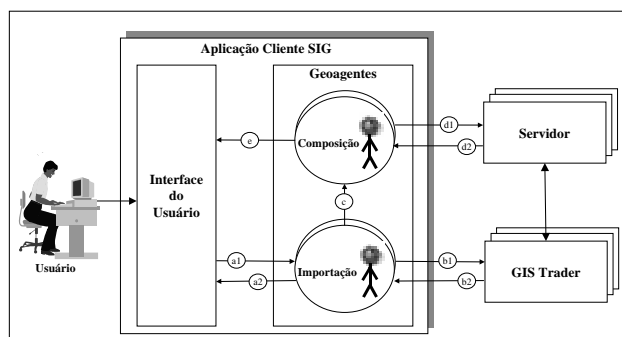 Aplicação Cliente SIG
Geoagentes
Composição
d1
d2
Servidor
e
Interface
do
Usuário
c
Usuário
a1
a2
Importação
b1
b2
GIS Trader